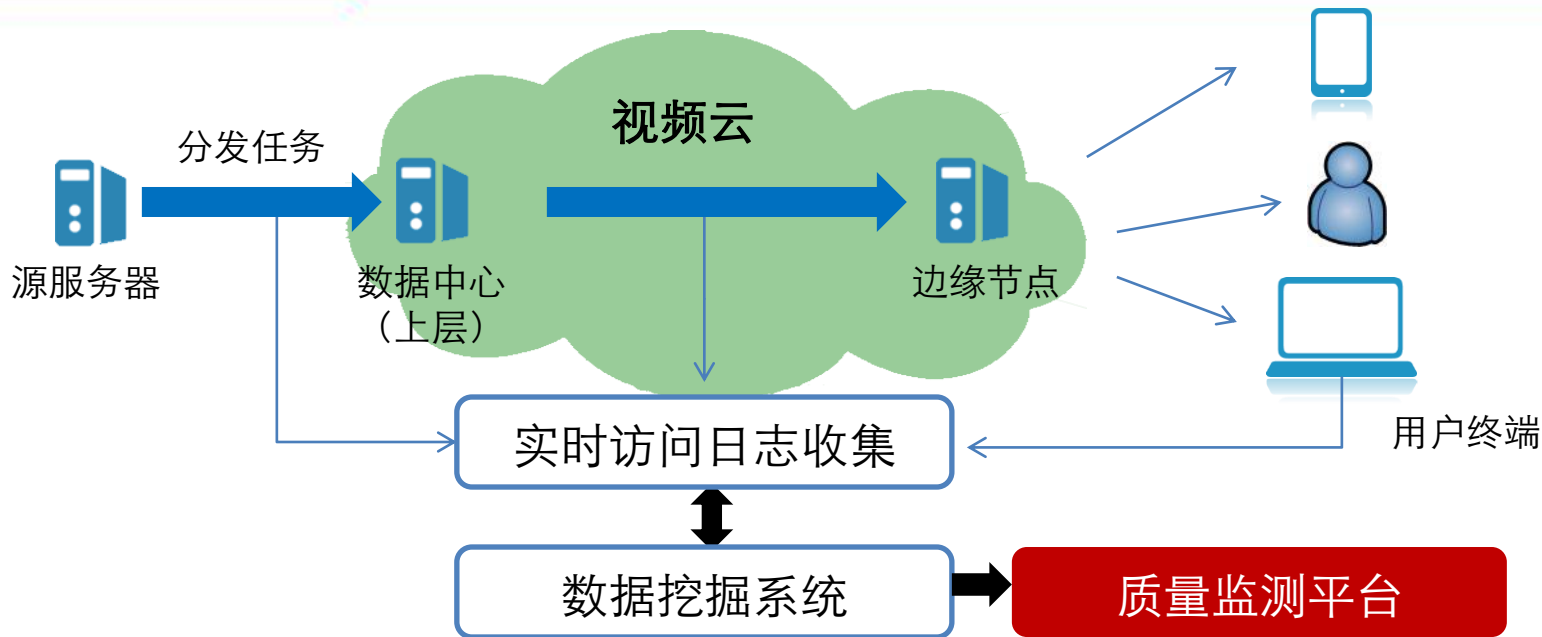 视频云
分发任务
源服务器
数据中心
（上层）
边缘节点
用户终端
实时访问日志收集
数据挖掘系统
质量监测平台